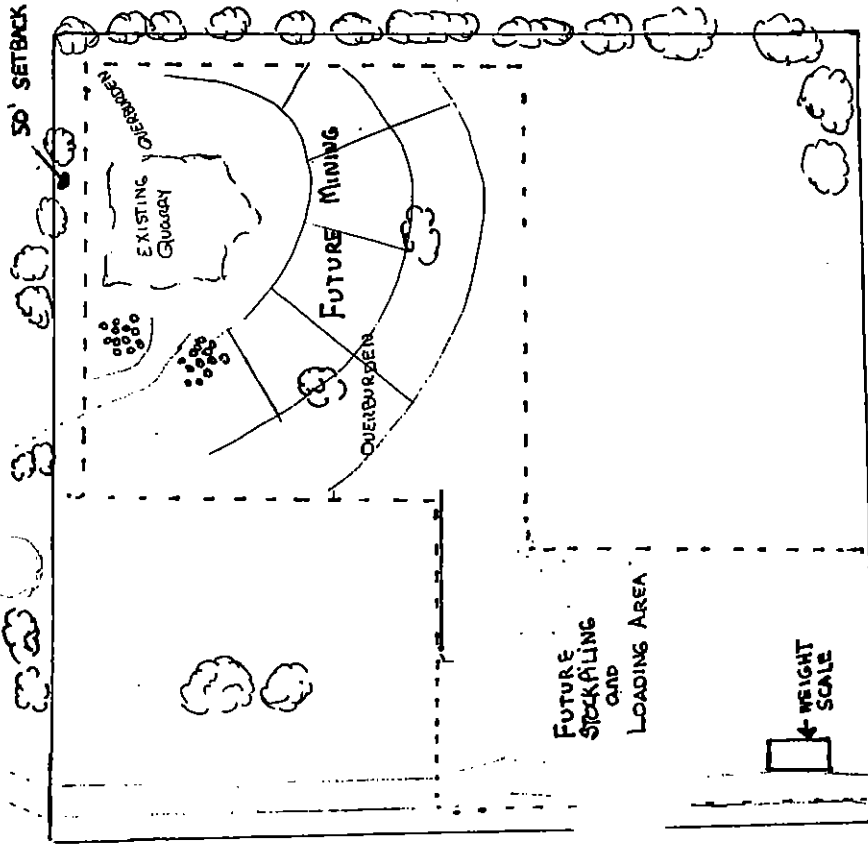 50' SETBACK
OVERBURDEN
EXISTING
QUARRY
FUTURE MINING
OVERBURDEN
FUTURE
STOCKPILING
and
LOADING AREA
WEIGHT
SCALE